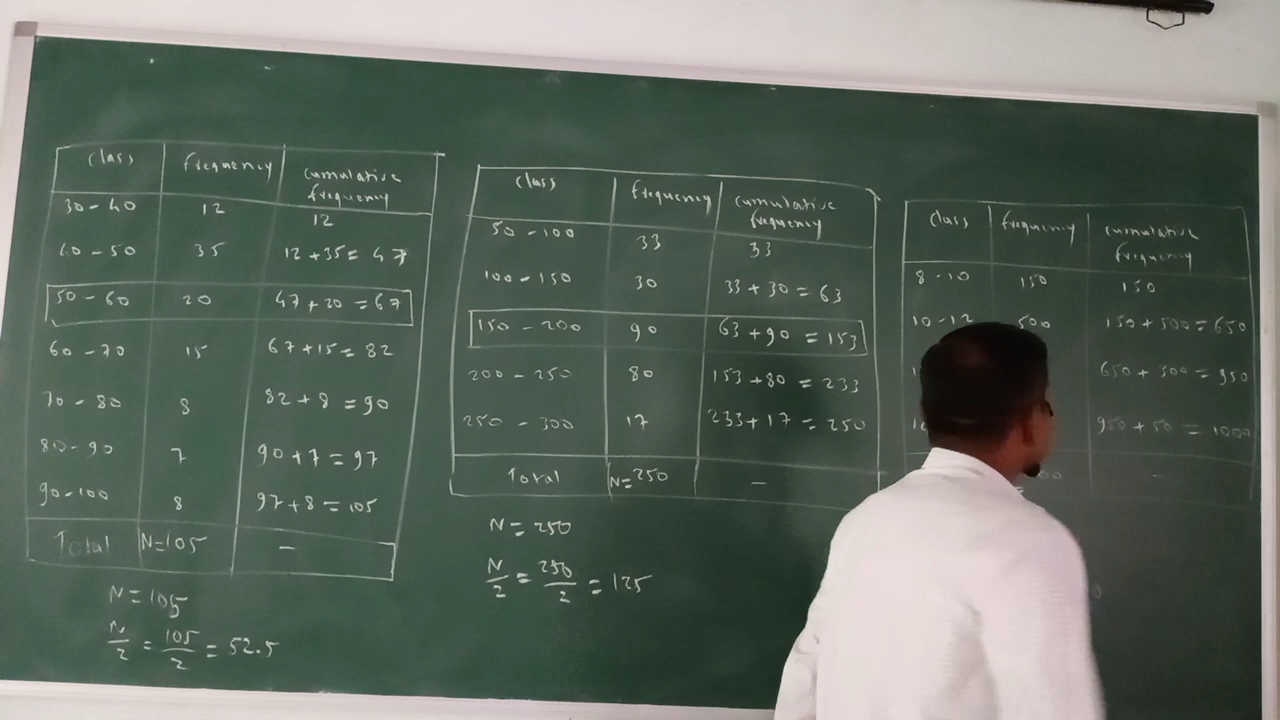 class frequency cumulative frequency
30-40 12 12
40-50 35 12+35=47
50-60 20 47+20=67
60-70 15 67+15=82
70-80 8 82+8=90
80-90 7 90+7=97
90-100 8 97+8=105
Total N=105 -
N=105
N/2=105/2=52.5
class frequency cumulative frequency
50-100 33 33
100-150 30 33+30=63
150-200 90 63+90=153
200-250 80 153+80=233
250-300 17 233+17=250
Total N=250 -
N=250
N/2=250/2=125
class frequency cumulative frequency
8-10 150 150
10-12 500 150+500=650
650+300=950
950+50=1000
-